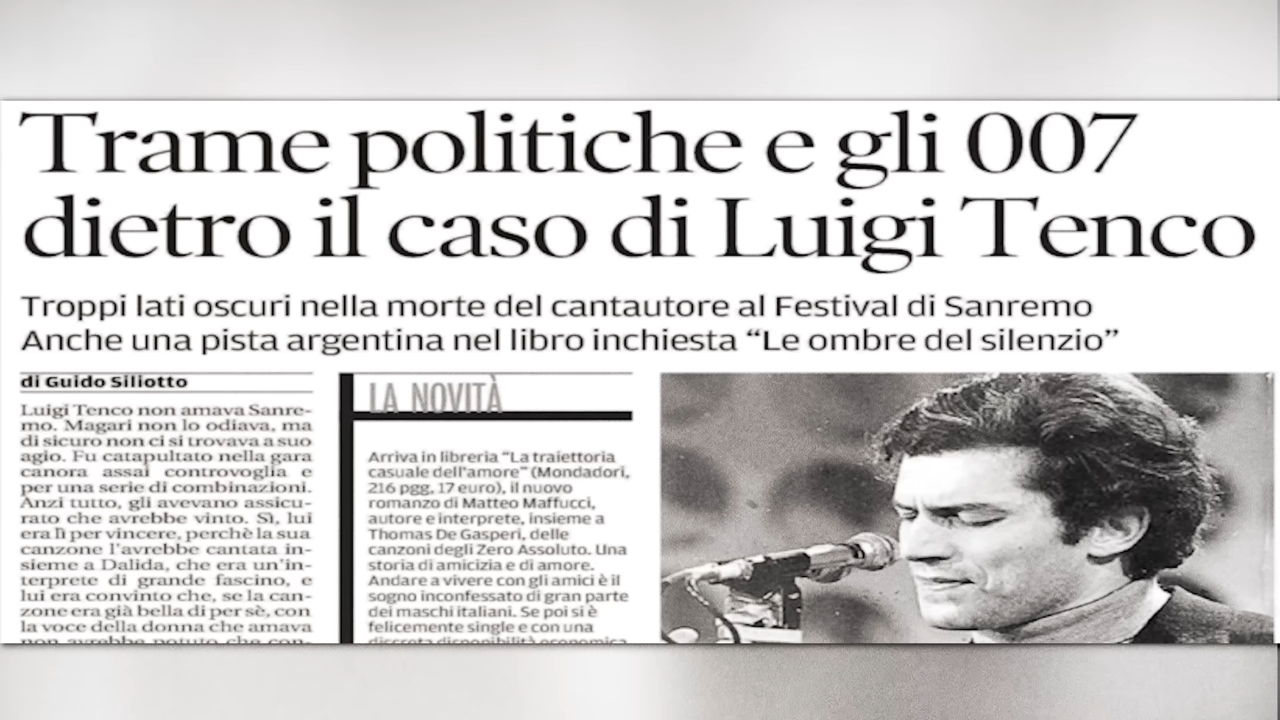 Trame politiche e gli 007
dietro il caso di Luigi Tenco
Troppi lati oscuri nella morte del cantautore al Festival di Sanremo
Anche una pista argentina nel libro inchiesta “Le ombre del silenzio”
di Guido Siliotto
Luigi Tenco non amava Sanre-
mo. Magari non lo odiava, ma
di sicuro non ci si trovava a suo
agio. Fu catapultato nella gara
canora assai controvoglia e
per una serie di combinazioni.
Anzi tutto, gli avevano assicu-
rato che avrebbe vinto. Sì, lui
era lì per vincere, perchè la sua
canzone l'avrebbe cantata in-
sieme a Dalida, che era un'in-
terprete di grande fascino, e
lui era convinto che, se la can-
zone era già bella di per sè, con
la voce della donna che amava
non avrebbe potuto che con-
LA NOVITÀ
Arriva in libreria “La traiettoria
casuale dell'amore” (Mondadori,
216 pgg, 17 euro), il nuovo
romanzo di Matteo Maffucci,
autore e interprete, insieme a
Thomas De Gasperi, delle
canzoni degli Zero Assoluto. Una
storia di amicizia e di amore.
Andare a vivere con gli amici è il
sogno inconfessato di gran parte
dei maschi italiani. Se poi si è
felicemente single e con una
discreta disponibilità economica